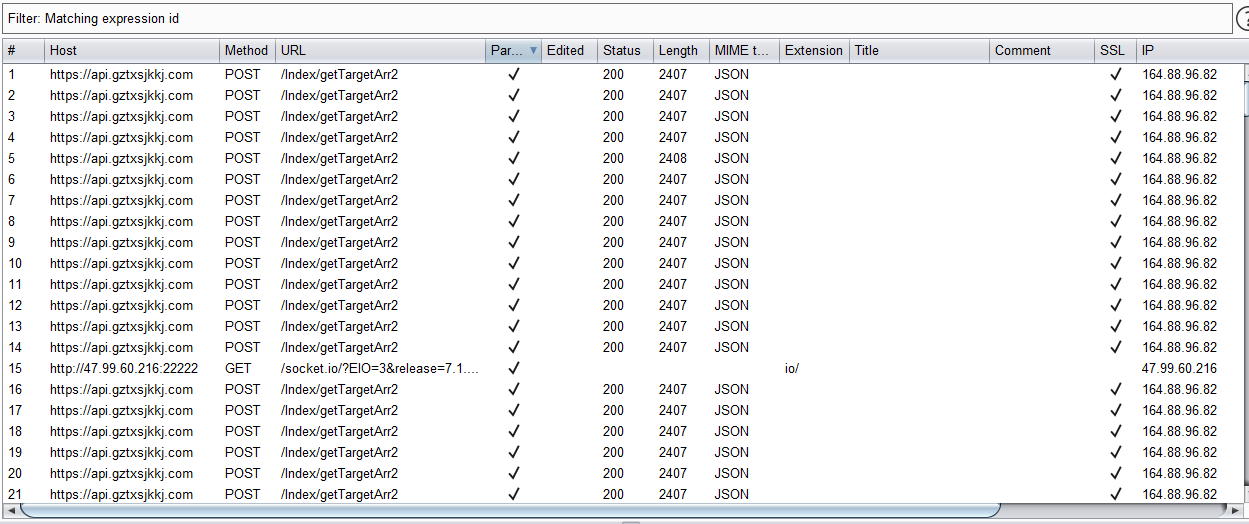 Filter: Matching expression id
# Host Method URL Par... Edited Status Length MIME t... Extension Title Comment SSL IP
1 https://api.gztxsjkkj.com POST /Index/getTargetArr2 ✓ 200 2407 JSON ✓ 164.88.96.82
2 https://api.gztxsjkkj.com POST /Index/getTargetArr2 ✓ 200 2407 JSON ✓ 164.88.96.82
3 https://api.gztxsjkkj.com POST /Index/getTargetArr2 ✓ 200 2407 JSON ✓ 164.88.96.82
4 https://api.gztxsjkkj.com POST /Index/getTargetArr2 ✓ 200 2407 JSON ✓ 164.88.96.82
5 https://api.gztxsjkkj.com POST /Index/getTargetArr2 ✓ 200 2408 JSON ✓ 164.88.96.82
6 https://api.gztxsjkkj.com POST /Index/getTargetArr2 ✓ 200 2407 JSON ✓ 164.88.96.82
7 https://api.gztxsjkkj.com POST /Index/getTargetArr2 ✓ 200 2407 JSON ✓ 164.88.96.82
8 https://api.gztxsjkkj.com POST /Index/getTargetArr2 ✓ 200 2407 JSON ✓ 164.88.96.82
9 https://api.gztxsjkkj.com POST /Index/getTargetArr2 ✓ 200 2407 JSON ✓ 164.88.96.82
10 https://api.gztxsjkkj.com POST /Index/getTargetArr2 ✓ 200 2407 JSON ✓ 164.88.96.82
11 https://api.gztxsjkkj.com POST /Index/getTargetArr2 ✓ 200 2407 JSON ✓ 164.88.96.82
12 https://api.gztxsjkkj.com POST /Index/getTargetArr2 ✓ 200 2407 JSON ✓ 164.88.96.82
13 https://api.gztxsjkkj.com POST /Index/getTargetArr2 ✓ 200 2407 JSON ✓ 164.88.96.82
14 https://api.gztxsjkkj.com POST /Index/getTargetArr2 ✓ 200 2407 JSON ✓ 164.88.96.82
15 http://47.99.60.216:22222 GET /socket.io/?EIO=3&release=7.1.... ✓ io/ 47.99.60.216
16 https://api.gztxsjkkj.com POST /Index/getTargetArr2 ✓ 200 2407 JSON ✓ 164.88.96.82
17 https://api.gztxsjkkj.com POST /Index/getTargetArr2 ✓ 200 2407 JSON ✓ 164.88.96.82
18 https://api.gztxsjkkj.com POST /Index/getTargetArr2 ✓ 200 2407 JSON ✓ 164.88.96.82
19 https://api.gztxsjkkj.com POST /Index/getTargetArr2 ✓ 200 2407 JSON ✓ 164.88.96.82
20 https://api.gztxsjkkj.com POST /Index/getTargetArr2 ✓ 200 2407 JSON ✓ 164.88.96.82
21 https://api.gztxsjkkj.com POST /Index/getTargetArr2 ✓ 200 2407 JSON ✓ 164.88.96.82